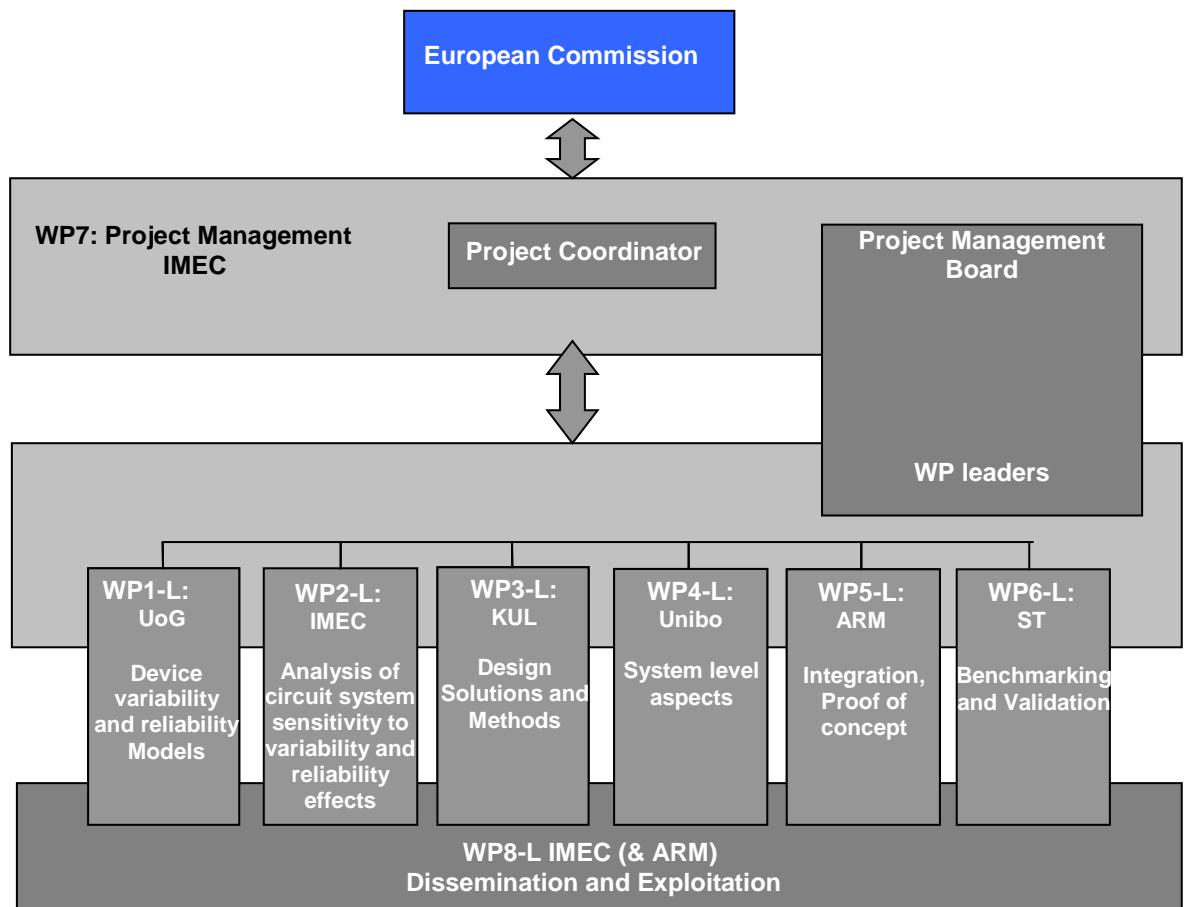 European Commission
WP7: Project Management
IMEC
Project Coordinator
Project Management
Board
WP leaders
WP1-L:
UoG
Device
variability
and reliability
Models
WP2-L:
IMEC
Analysis of
circuit system
sensitivity to
variability and
reliability
effects
WP3-L:
KUL
Design
Solutions and
Methods
WP4-L:
Unibo
System level
aspects
WP5-L:
ARM
Integration,
Proof of
concept
WP6-L:
ST
Benchmarking
and Validation
WP8-L IMEC (& ARM)
Dissemination and Exploitation